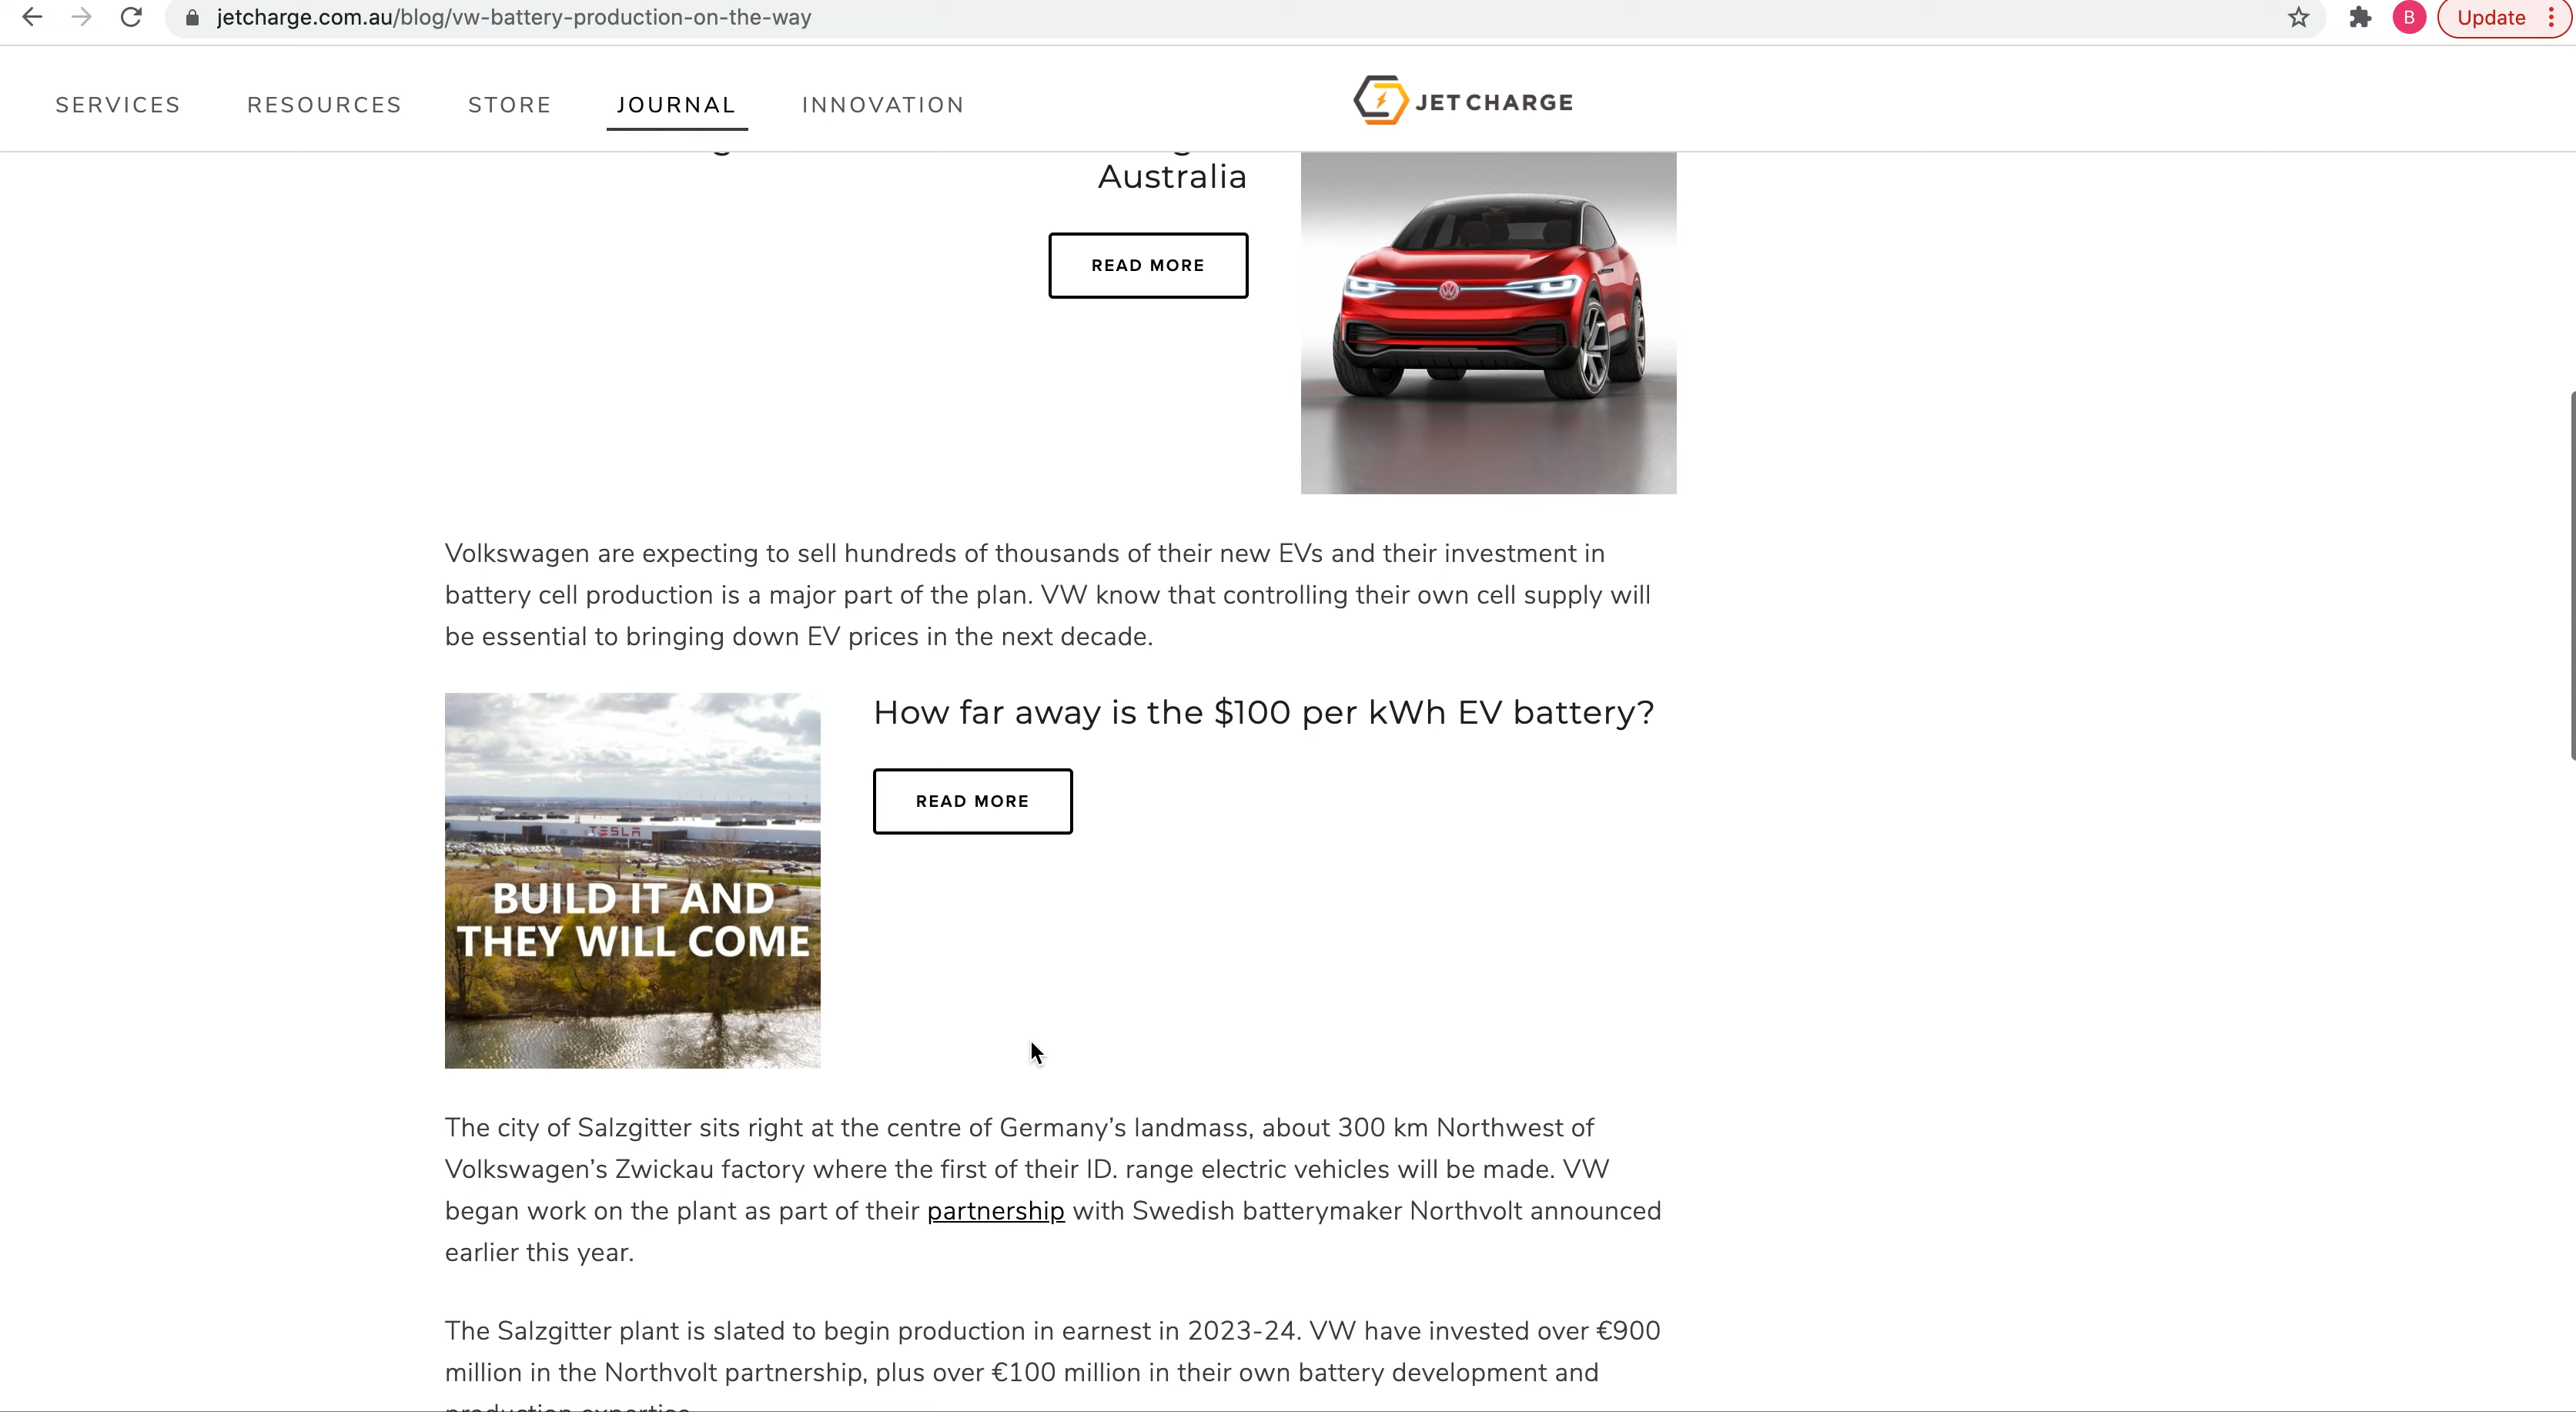 jetcharge.com.au/blog/vw-battery-production-on-the-way
B
Update
SERVICES
RESOURCES
STORE
JOURNAL
INNOVATION
JET CHARGE
Australia
READ MORE
Volkswagen are expecting to sell hundreds of thousands of their new EVs and their investment in
battery cell production is a major part of the plan. VW know that controlling their own cell supply will
be essential to bringing down EV prices in the next decade.
TESLA
BUILD IT AND
THEY WILL COME
How far away is the $100 per kWh EV battery?
READ MORE
The city of Salzgitter sits right at the centre of Germany’s landmass, about 300 km Northwest of
Volkswagen’s Zwickau factory where the first of their ID. range electric vehicles will be made. VW
began work on the plant as part of their partnership with Swedish batterymaker Northvolt announced
earlier this year.
The Salzgitter plant is slated to begin production in earnest in 2023-24. VW have invested over €900
million in the Northvolt partnership, plus over €100 million in their own battery development and